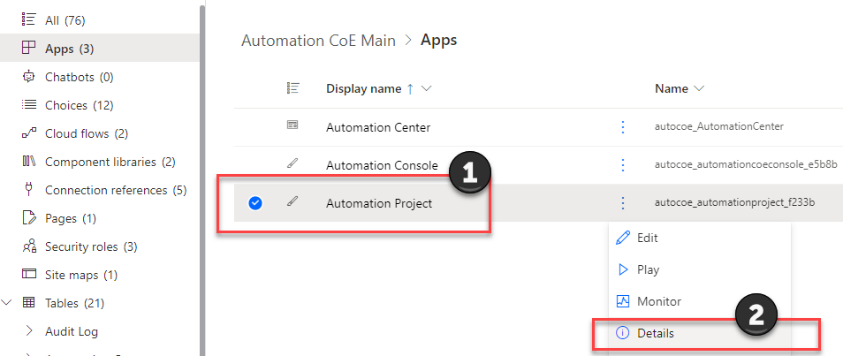 All (76)
Apps (3)
Chatbots (0)
Choices (12)
Cloud flows (2)
Component libraries (2)
Connection references (5)
Pages (1)
Security roles (3)
Site maps (1)
Tables (21)
Audit Log
Automation CoE Main > Apps
Display name ↑ Name
Automation Center autocoe_AutomationCenter
Automation Console autocoe_automationcoeconsole_e5b8b
1
Automation Project autocoe_automationproject_f233b
Edit
Play
Monitor
2
Details